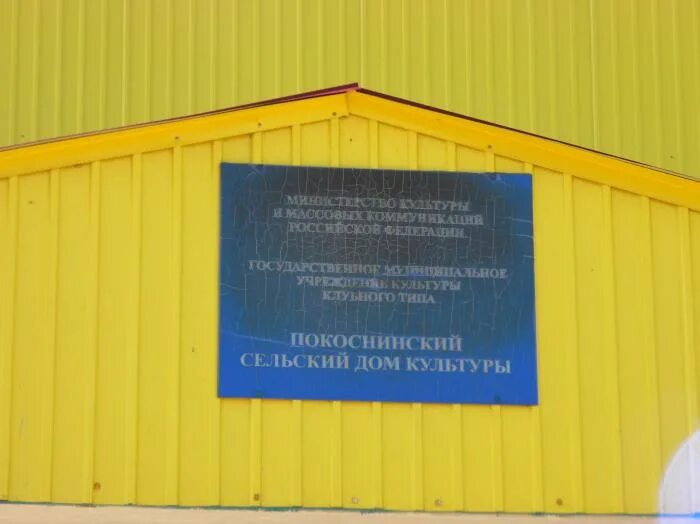 МИНИСТЕРСТВО КУЛЬТУРЫ
И МАССОВЫХ КОММУНИКАЦИЙ
РОССИЙСКОЙ ФЕДЕРАЦИИ
ГОСУДАРСТВЕННОЕ МУНИЦИПАЛЬНОЕ
УЧРЕЖДЕНИЕ КУЛЬТУРЫ
КЛУБНОГО ТИПА
ПОКОСНИНСКИЙ
СЕЛЬСКИЙ ДОМ КУЛЬТУРЫ